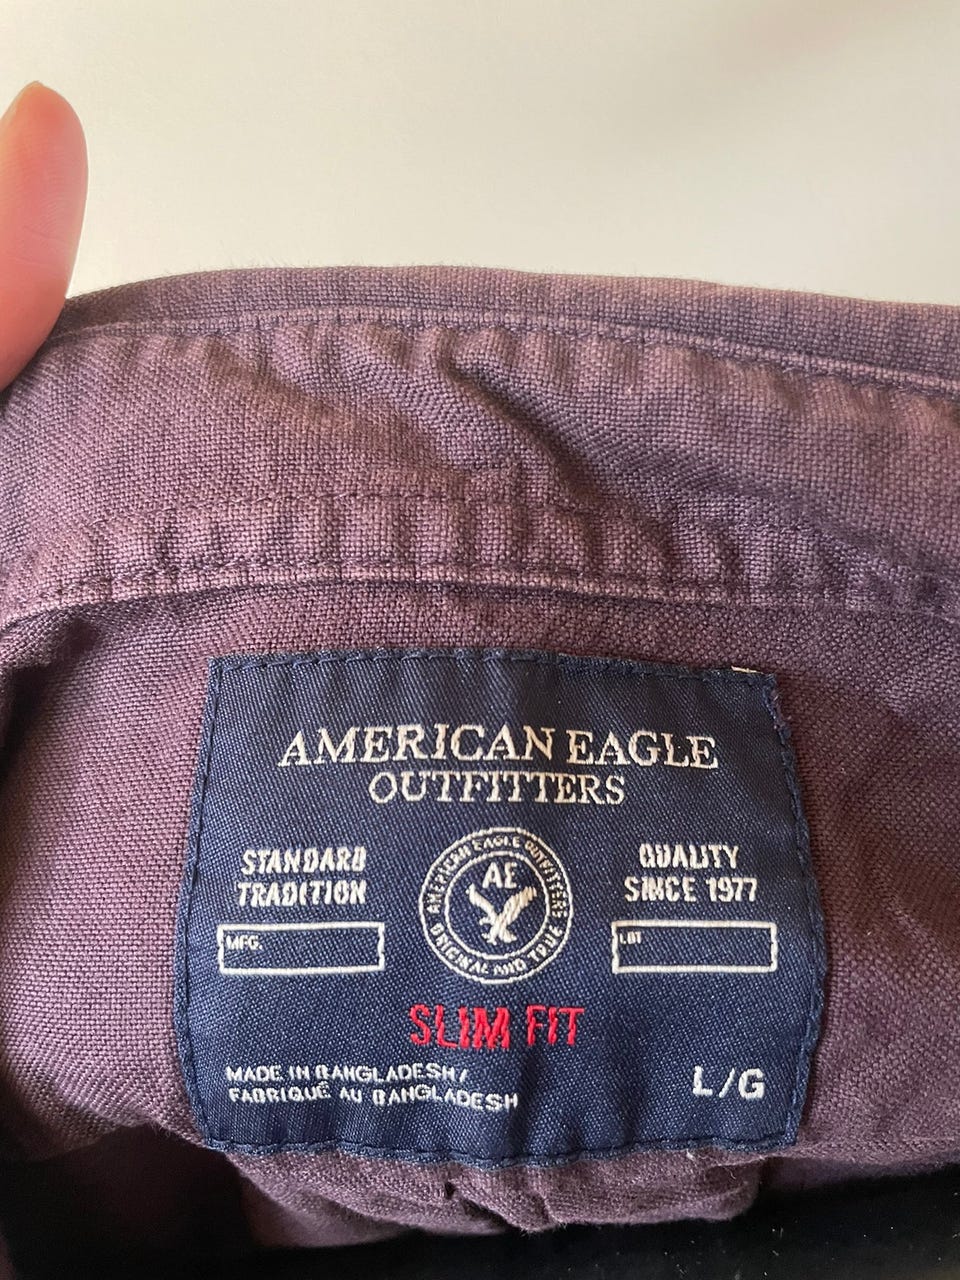 AMERICAN EAGLE
OUTFITTERS
STANDARD
TRADITION
MFG.
AMERICAN EAGLE OUTFITTERS
AE
ORIGINAL AND TRUE
QUALITY
SINCE 1977
LOT
SLIM FIT
MADE IN BANGLADESH/
FABRIQUÉ AU BANGLADESH
L/G